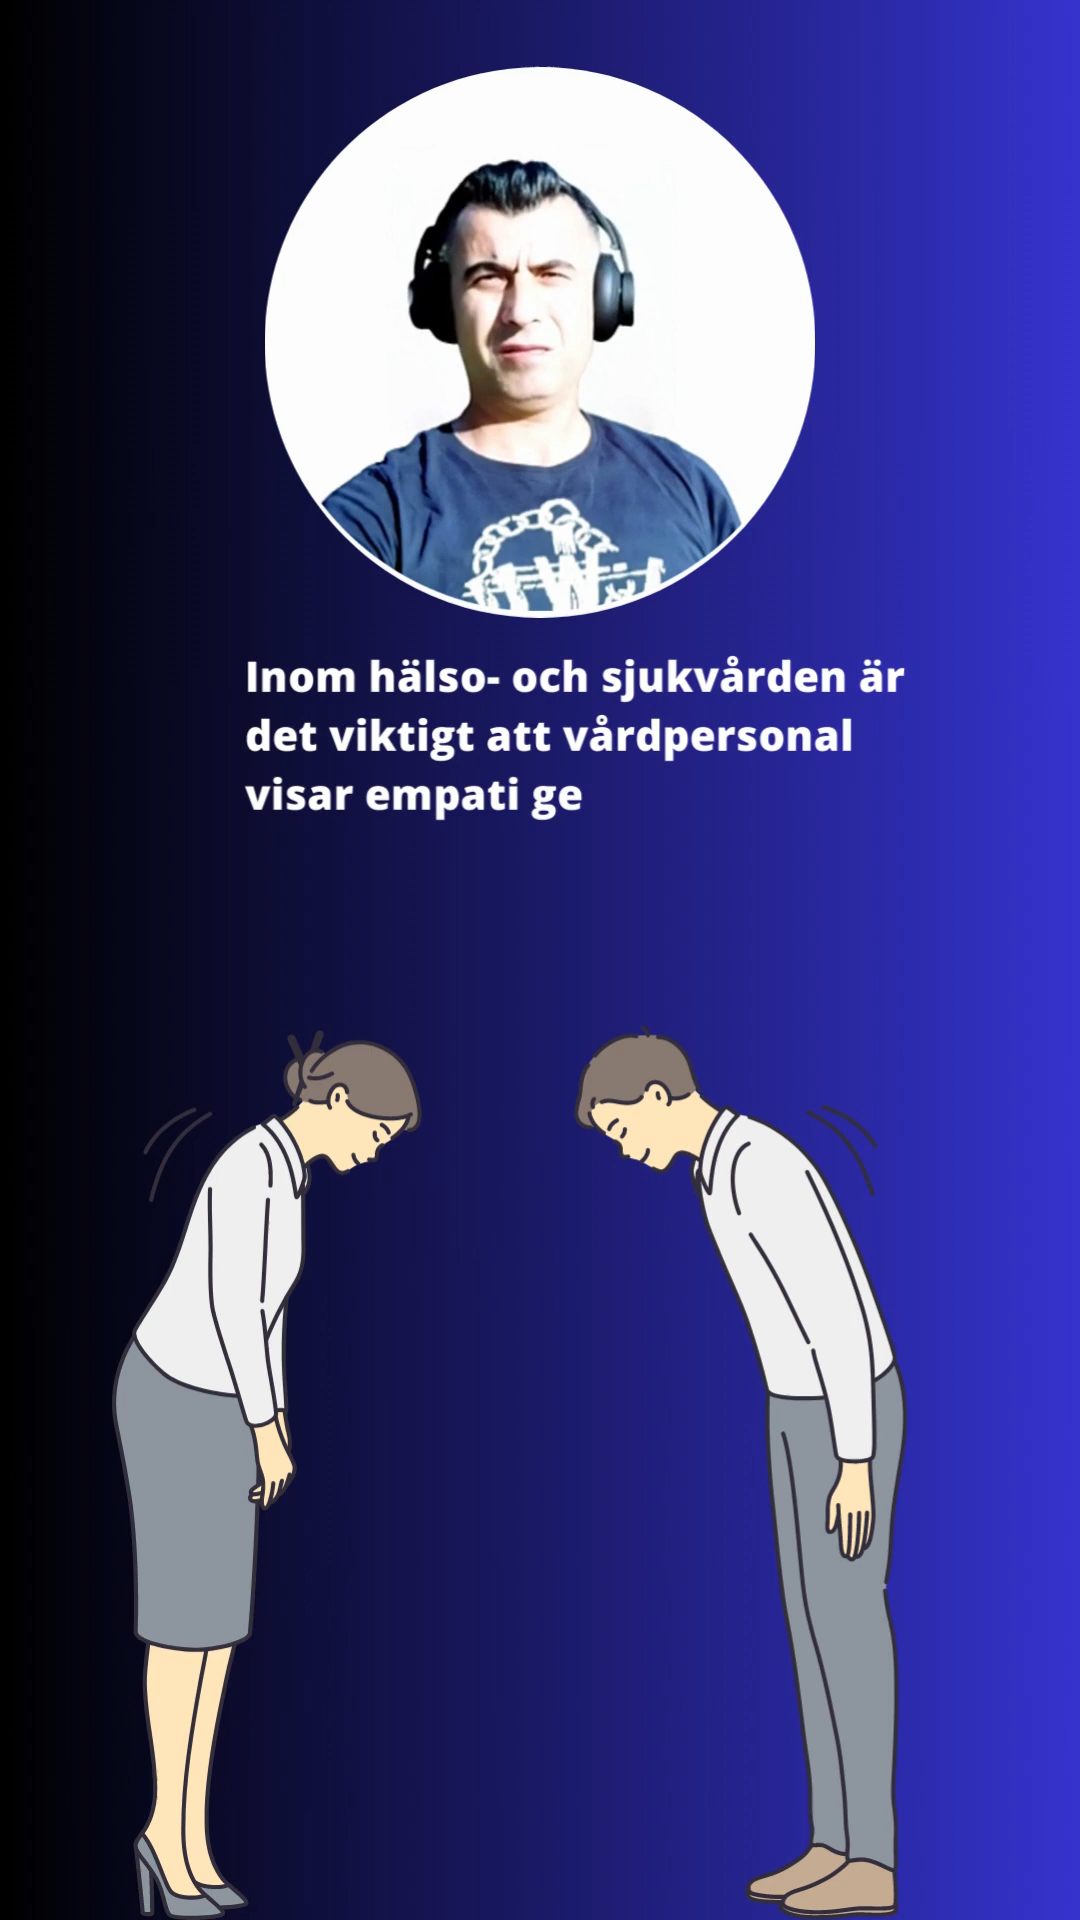 Inom hälso- och sjukvården är
det viktigt att vårdpersonal
visar empati ge